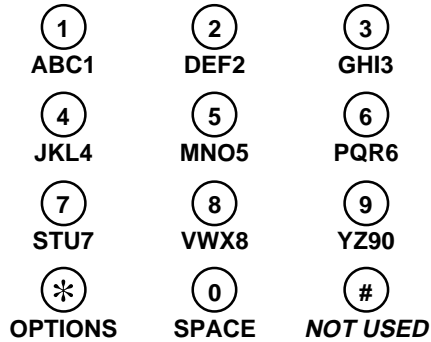 1 2 3
ABC1 DEF2 GHI3
4 5 6
JKL4 MNO5 PQR6
7 8 9
STU7 VWX8 YZ90
* 0 #
OPTIONS SPACE NOT USED